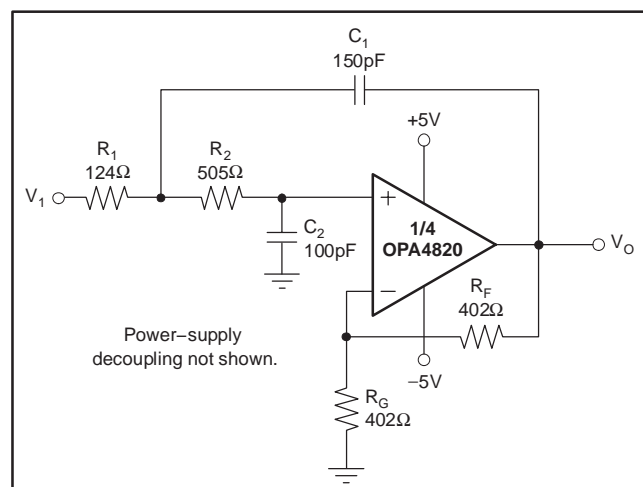 C1
150pF
+5V
R1
124Ω
R2
505Ω
V1
+
1/4
OPA4820
C2
100pF
−
VO
RF
402Ω
Power−supply
decoupling not shown.
−5V
RG
402Ω